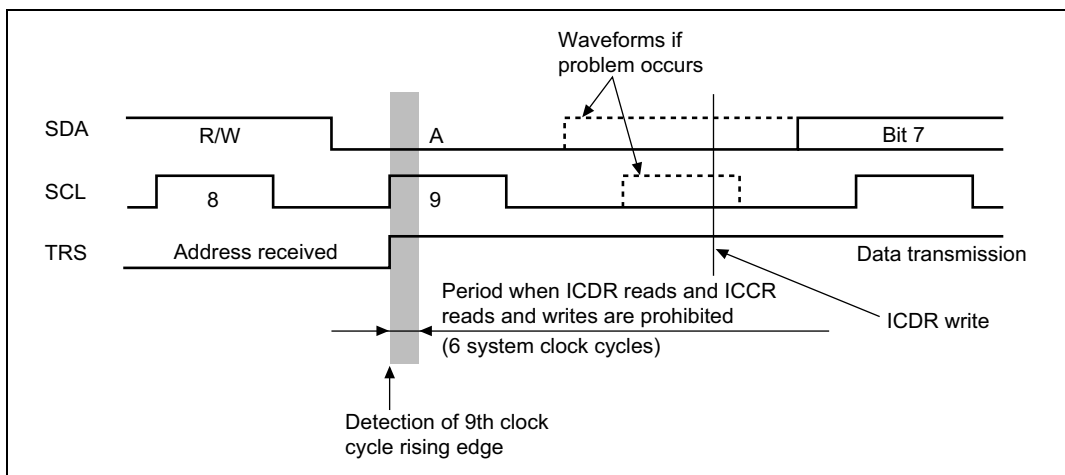 Waveforms if
problem occurs
SDA
R/W
A
Bit 7
SCL
8
9
TRS
Address received
Data transmission
Period when ICDR reads and ICCR
reads and writes are prohibited
(6 system clock cycles)
ICDR write
Detection of 9th clock
cycle rising edge